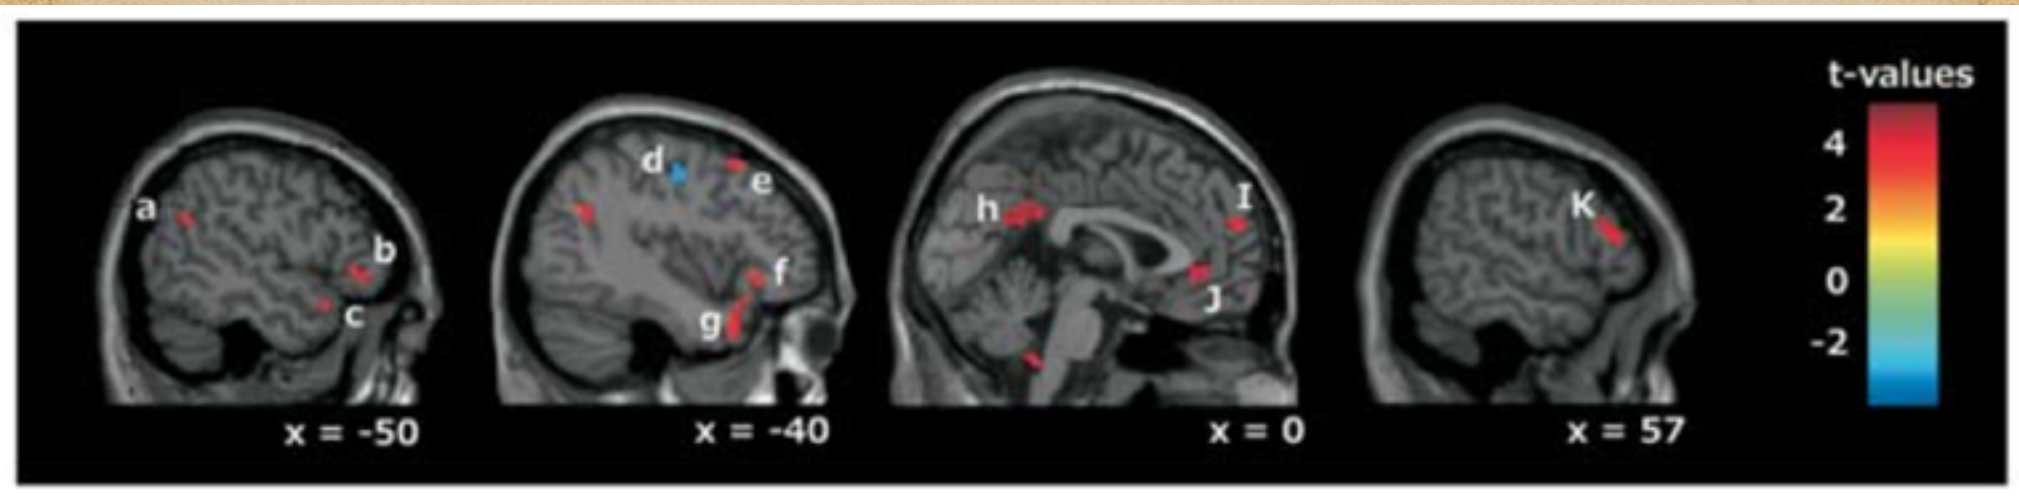 t-values
4
2
0
-2
a
b
c
d
e
f
g
h
I
J
K
x = -50
x = -40
x = 0
x = 57